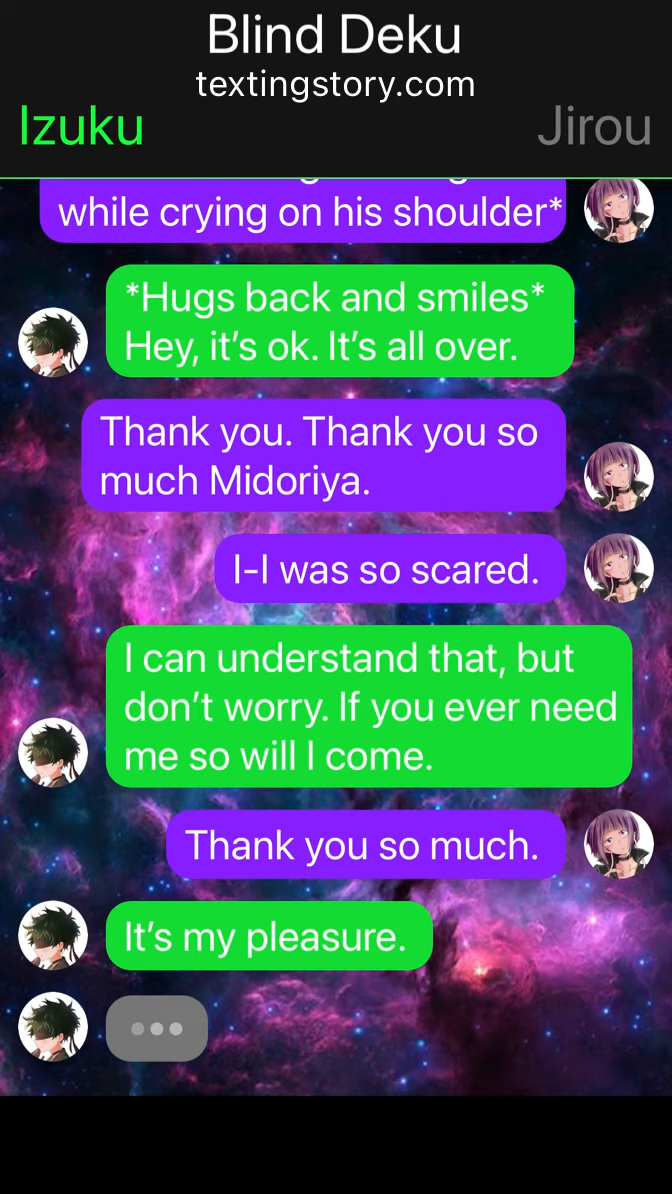 Blind Deku
textingstory.com
Izuku
Jirou
while crying on his shoulder*
*Hugs back and smiles*
Hey, it’s ok. It’s all over.
Thank you. Thank you so
much Midoriya.
I-I was so scared.
I can understand that, but
don’t worry. If you ever need
me so will I come.
Thank you so much.
It’s my pleasure.